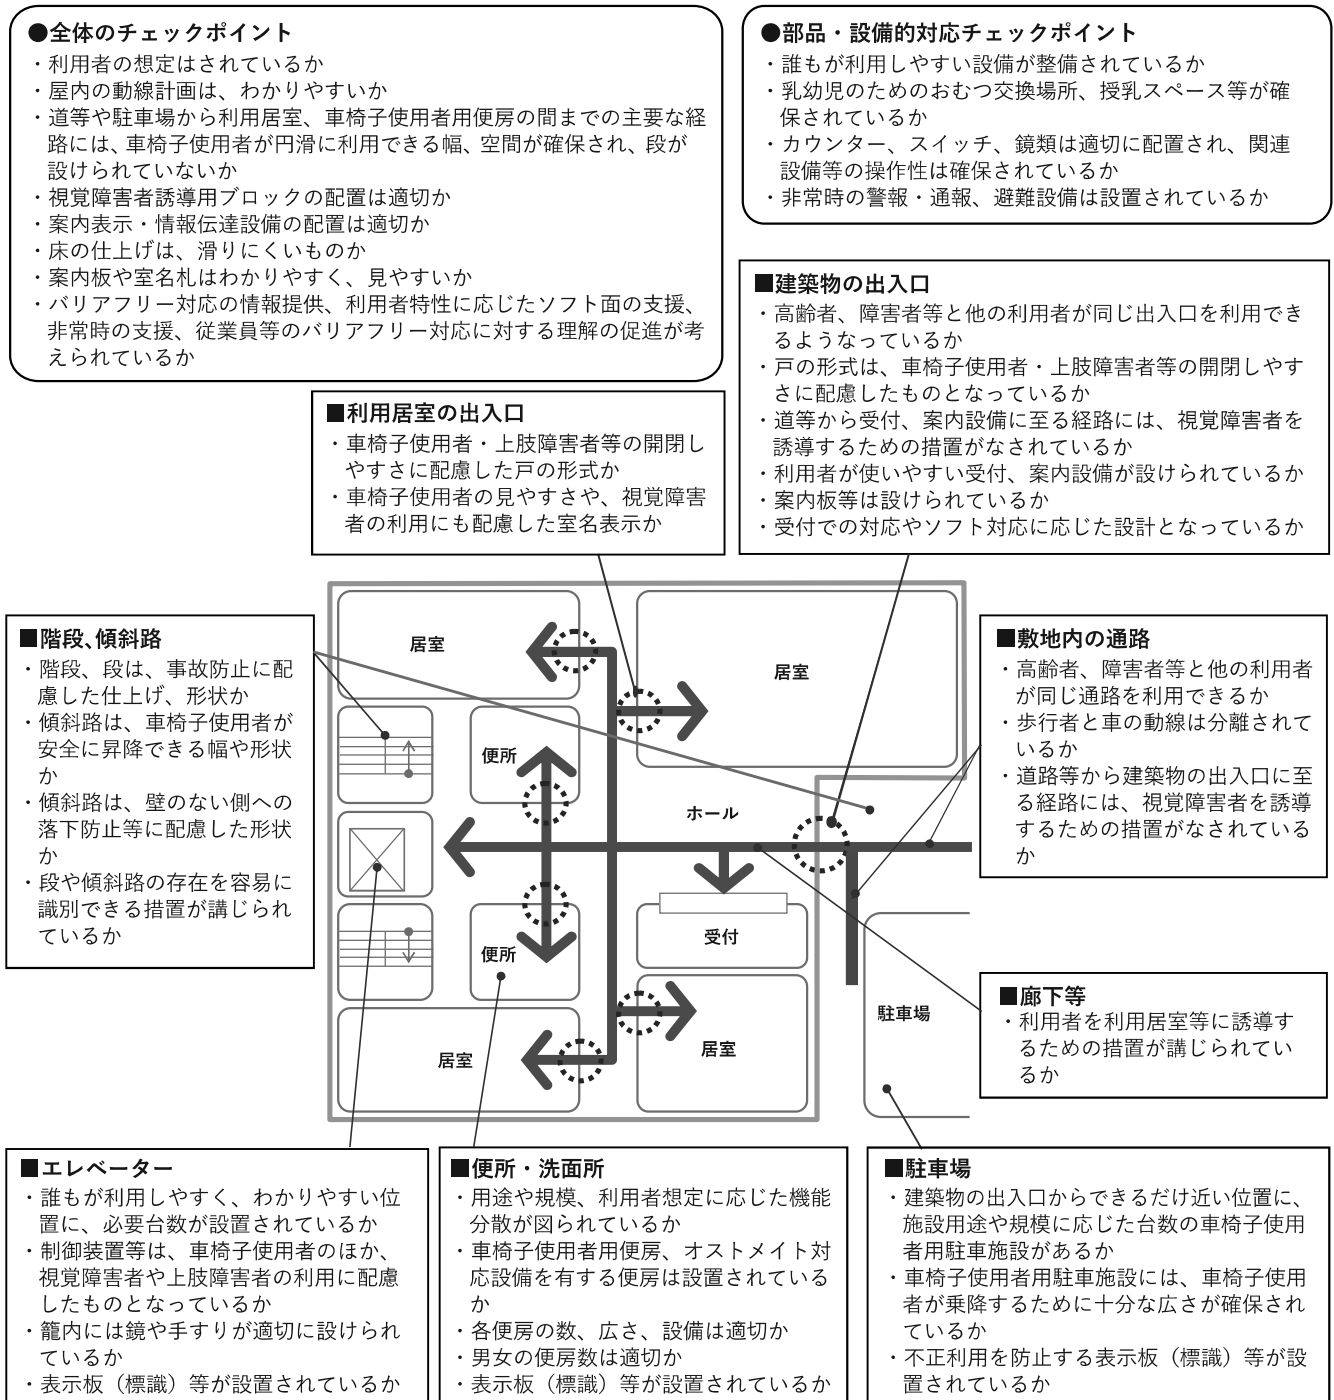 ●全体のチェックポイント
・利用者の想定はされているか
・屋内の動線計画は、わかりやすいか
・道等や駐車場から利用居室、車椅子使用者用便房の間までの主要な経
路には、車椅子使用者が円滑に利用できる幅、空間が確保され、段が
設けられていないか
・視覚障害者誘導用ブロックの配置は適切か
・案内表示・情報伝達設備の配置は適切か
・床の仕上げは、滑りにくいものか
・案内板や室名札はわかりやすく、見やすいか
・バリアフリー対応の情報提供、利用者特性に応じたソフト面の支援、
非常時の支援、従業員等のバリアフリー対応に対する理解の促進が考
えられているか
●部品・設備的対応チェックポイント
・誰もが利用しやすい設備が整備されているか
・乳幼児のためのおむつ交換場所、授乳スペース等が確
保されているか
・カウンター、スイッチ、鏡類は適切に配置され、関連
設備等の操作性は確保されているか
・非常時の警報・通報、避難設備は設置されているか
■建築物の出入口
・高齢者、障害者等と他の利用者が同じ出入口を利用でき
るようなっているか
・戸の形式は、車椅子使用者・上肢障害者等の開閉しやす
さに配慮したものとなっているか
・道等から受付、案内設備に至る経路には、視覚障害者を
誘導するための措置がなされているか
・利用者が使いやすい受付、案内設備が設けられているか
・案内板等は設けられているか
・受付での対応やソフト対応に応じた設計となっているか
■利用居室の出入口
・車椅子使用者・上肢障害者等の開閉し
やすさに配慮した戸の形式か
・車椅子使用者の見やすさや、視覚障害
者の利用にも配慮した室名表示か
■階段、傾斜路
・階段、段は、事故防止に配
慮した仕上げ、形状か
・傾斜路は、車椅子使用者が
安全に昇降できる幅や形状
か
・傾斜路は、壁のない側への
落下防止等に配慮した形状
か
・段や傾斜路の存在を容易に
識別できる措置が講じられ
ているか
居室
居室
便所
ホール
便所
受付
居室
居室
駐車場
■敷地内の通路
・高齢者、障害者等と他の利用者
が同じ通路を利用できるか
・歩行者と車の動線は分離されて
いるか
・道路等から建築物の出入口に至
る経路には、視覚障害者を誘導
するための措置がなされている
か
■廊下等
・利用者を利用居室等に誘導す
るための措置が講じられてい
るか
■エレベーター
・誰もが利用しやすく、わかりやすい位
置に、必要台数が設置されているか
・制御装置等は、車椅子使用者のほか、
視覚障害者や上肢障害者の利用に配慮
したものとなっているか
・籠内には鏡や手すりが適切に設けられ
ているか
・表示板（標識）等が設置されているか
■便所・洗面所
・用途や規模、利用者想定に応じた機能
分散が図られているか
・車椅子使用者用便房、オストメイト対
応設備を有する便房は設置されている
か
・各便房の数、広さ、設備は適切か
・男女の便房数は適切か
・表示板（標識）等が設置されているか
■駐車場
・建築物の出入口からできるだけ近い位置に、
施設用途や規模に応じた台数の車椅子使用
者用駐車施設があるか
・車椅子使用者用駐車施設には、車椅子使用
者が乗降するために十分な広さが確保され
ているか
・不正利用を防止する表示板（標識）等が設
置されているか